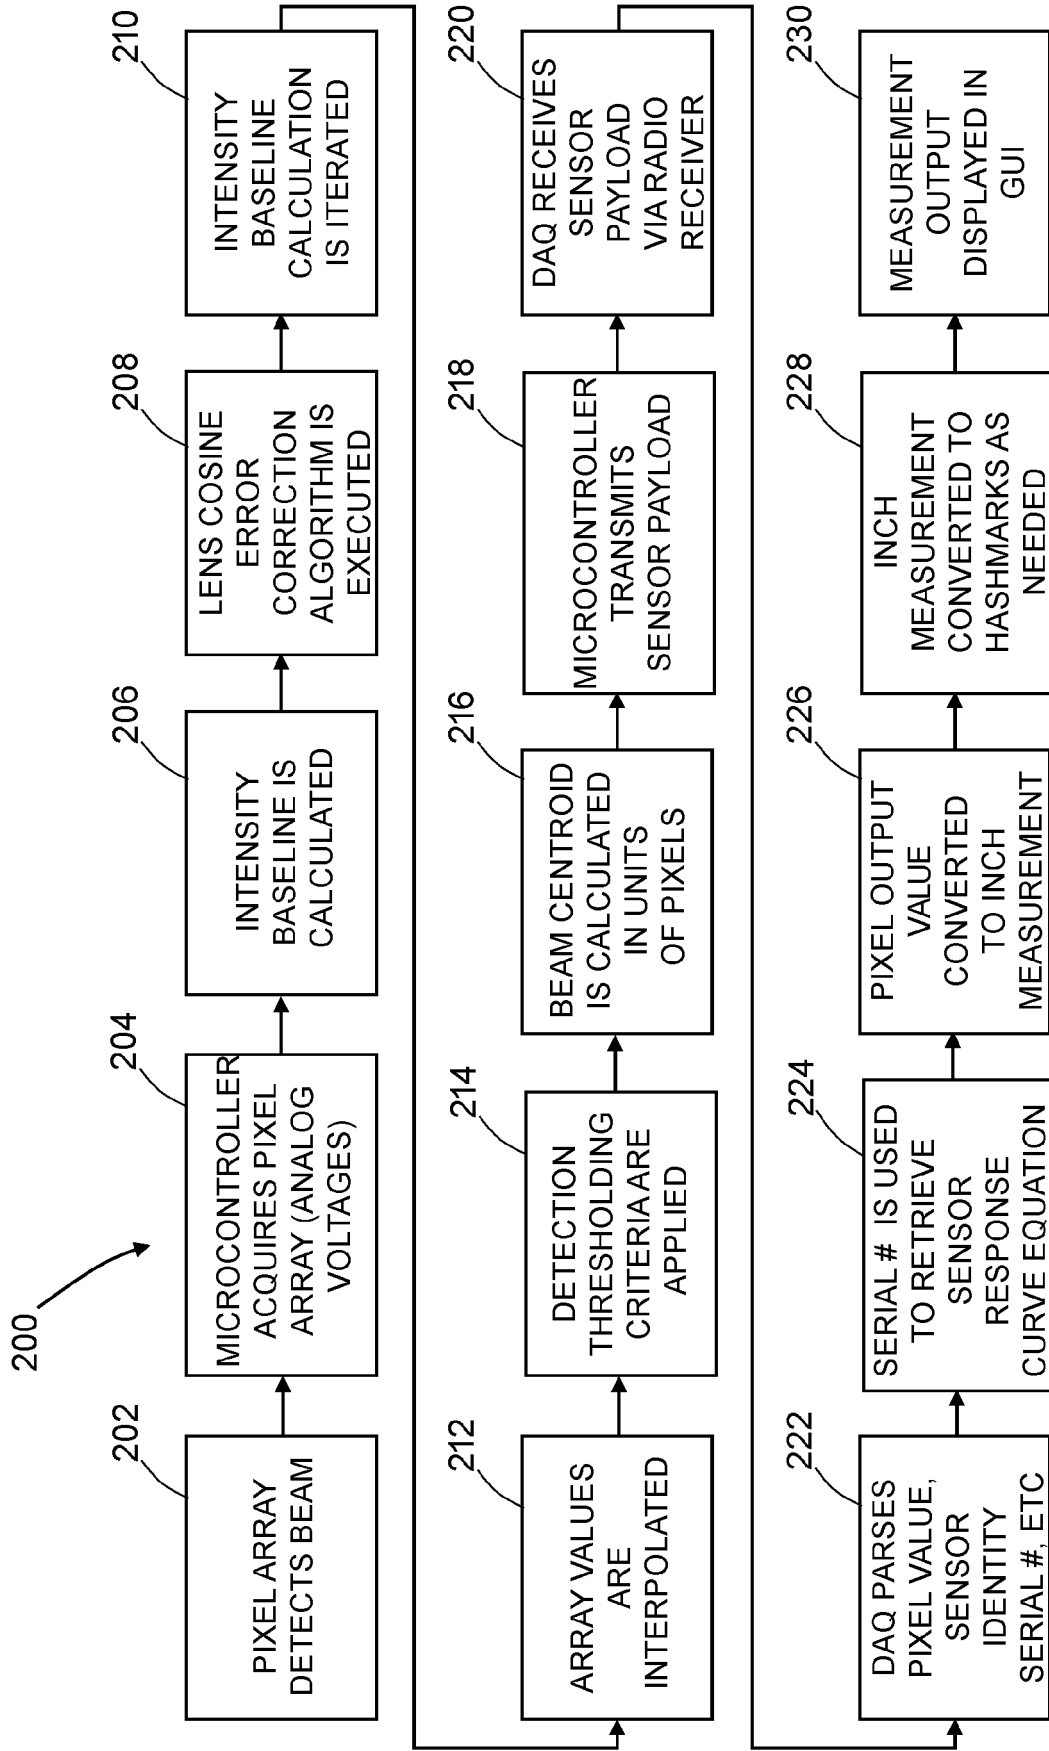 200
202
PIXEL ARRAY
DETECTS BEAM
204
MICROCONTROLLER
ACQUIRES PIXEL
ARRAY (ANALOG
VOLTAGES)
206
INTENSITY
BASELINE IS
CALCULATED
208
LENS COSINE
ERROR
CORRECTION
ALGORITHM IS
EXECUTED
210
INTENSITY
BASELINE
CALCULATION
IS ITERATED
212
ARRAY VALUES
ARE
INTERPOLATED
214
DETECTION
THRESHOLDING
CRITERIA ARE
APPLIED
216
BEAM CENTROID
IS CALCULATED
IN UNITS
OF PIXELS
218
MICROCONTROLLER
TRANSMITS
SENSOR PAYLOAD
220
DAQ RECEIVES
SENSOR
PAYLOAD
VIA RADIO
RECEIVER
222
DAQ PARSES
PIXEL VALUE,
SENSOR
IDENTITY
SERIAL #, ETC
224
SERIAL # IS USED
TO RETRIEVE
SENSOR
RESPONSE
CURVE EQUATION
226
PIXEL OUTPUT
VALUE
CONVERTED
TO INCH
MEASUREMENT
228
INCH
MEASUREMENT
CONVERTED TO
HASHMARKS AS
NEEDED
230
MEASUREMENT
OUTPUT
DISPLAYED IN
GUI